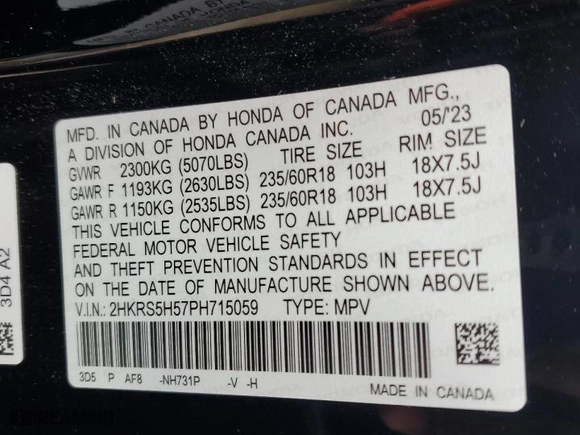 MFD. IN CANADA BY HONDA OF CANADA MFG.,
A DIVISION OF HONDA CANADA INC. 05/'23
GVWR 2300KG (5070LBS) TIRE SIZE RIM SIZE
GAWR F 1193KG (2630LBS) 235/60R18 103H 18X7.5J
GAWR R 1150KG (2535LBS) 235/60R18 103H 18X7.5J
THIS VEHICLE CONFORMS TO ALL APPLICABLE
FEDERAL MOTOR VEHICLE SAFETY
AND THEFT PREVENTION STANDARDS IN EFFECT
ON THE DATE OF MANUFACTURE SHOWN ABOVE.
V.I.N.: 2HKRS5H57PH715059 TYPE: MPV
3D5 P AF8 -NH731P -V -H
MADE IN CANADA
3D4 A2